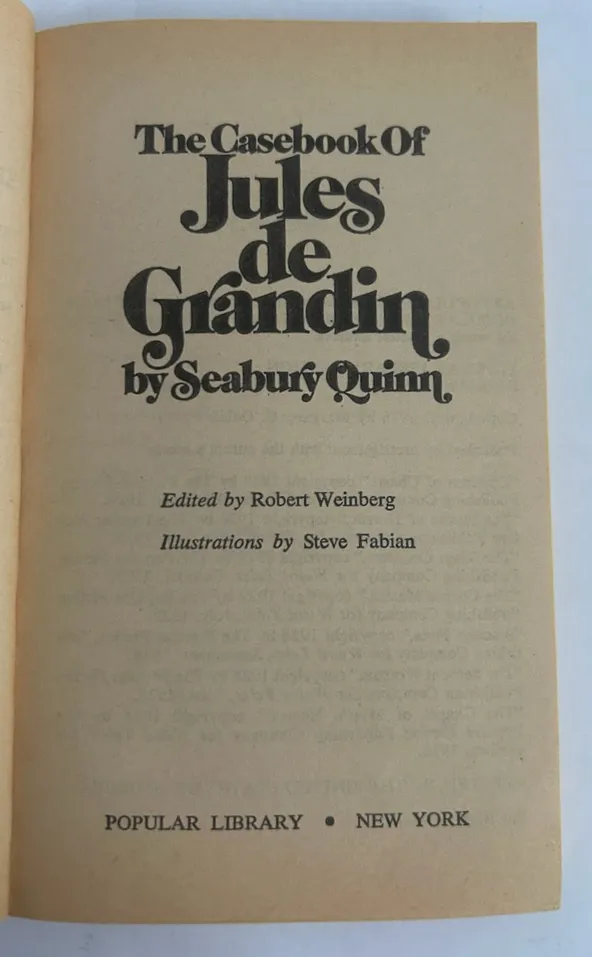 The Casebook Of
Jules
de
Grandin
by Seabury Quinn
Edited by Robert Weinberg
Illustrations by Steve Fabian
POPULAR LIBRARY • NEW YORK